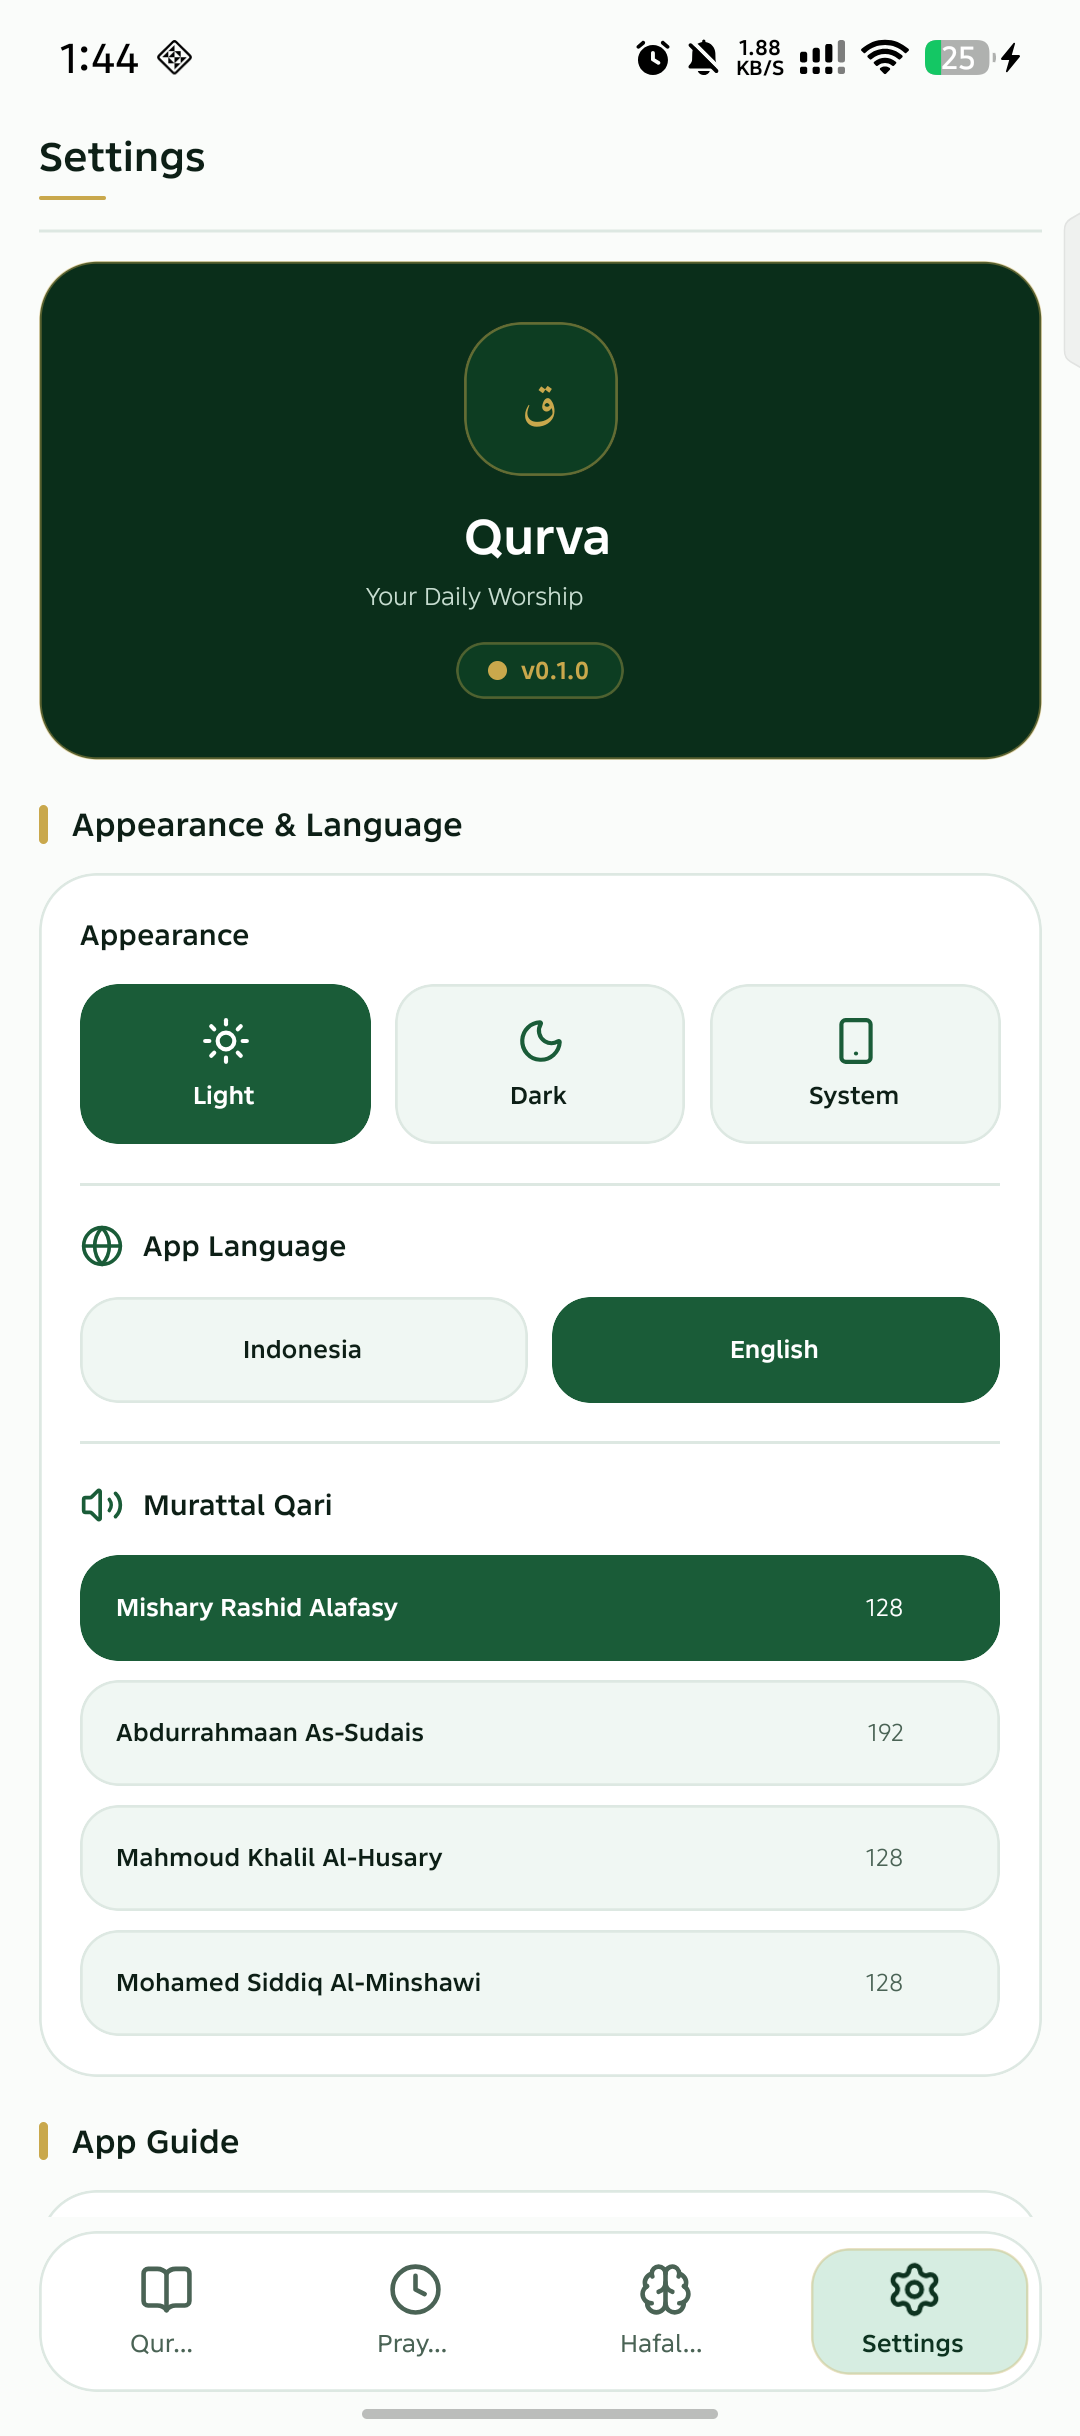 1:44
1.88
KB/S
25
Settings
ق
Qurva
Your Daily Worship
v0.1.0
Appearance & Language
Appearance
Light
Dark
System
App Language
Indonesia
English
Murattal Qari
Mishary Rashid Alafasy 128
Abdurrahmaan As-Sudais 192
Mahmoud Khalil Al-Husary 128
Mohamed Siddiq Al-Minshawi 128
App Guide
Qur...
Pray...
Hafal...
Settings